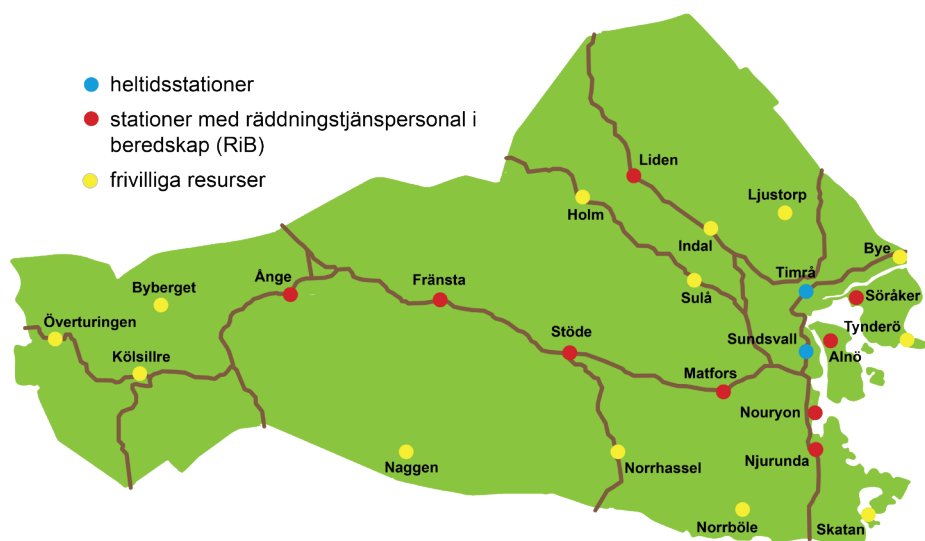 heltidsstationer
stationer med räddningstjänspersonal i
beredskap (RiB)
frivilliga resurser
Liden
Ljustorp
Holm
Indal
Bye
Ånge
Fränsta
Timrå
Byberget
Sulå
Söråker
Överturingen
Stöde
Sundsvall
Tynderö
Kölsillre
Alnö
Matfors
Nouryon
Naggen
Norrhassel
Njurunda
Norrböle
Skatan